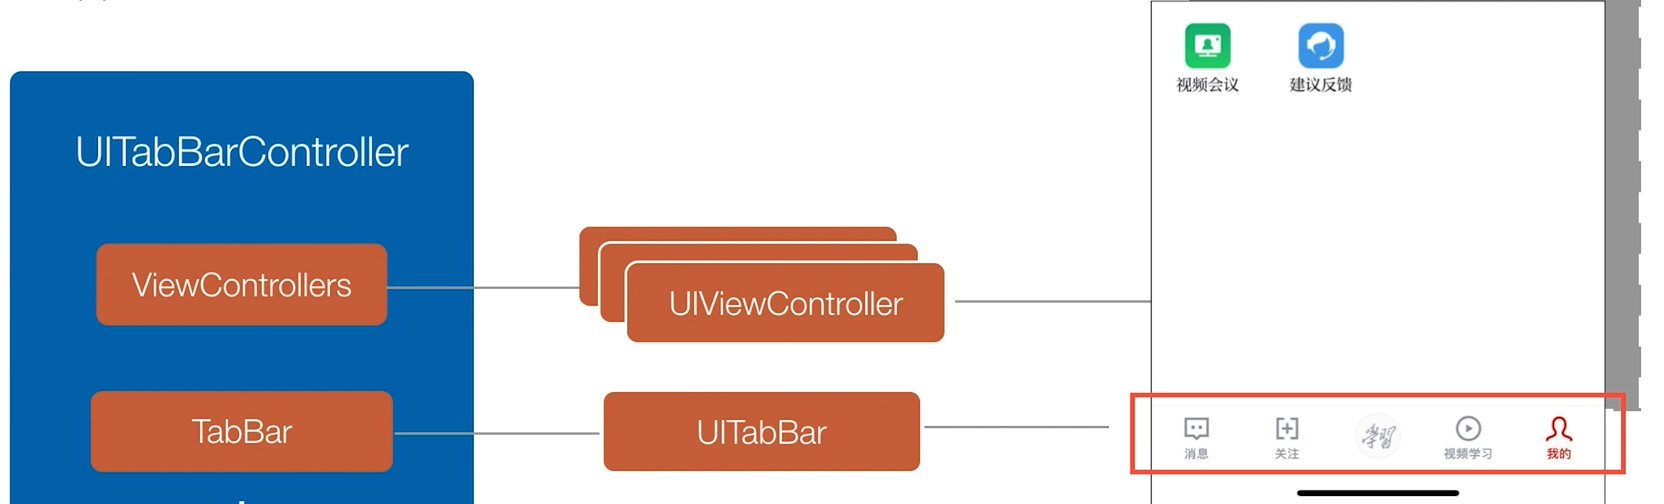 视频会议
建议反馈
UITabBarController
ViewControllers
UIViewController
TabBar
UITabBar
消息
关注
学习
视频学习
我的